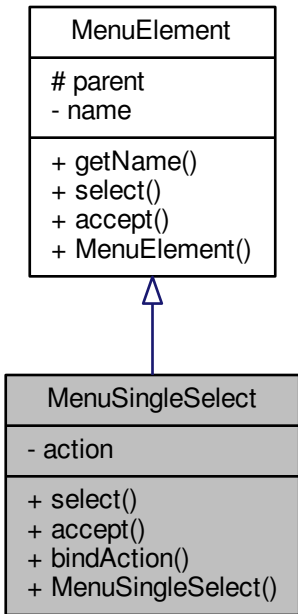 MenuElement
# parent
- name
+ getName()
+ select()
+ accept()
+ MenuElement()
MenuSingleSelect
- action
+ select()
+ accept()
+ bindAction()
+ MenuSingleSelect()